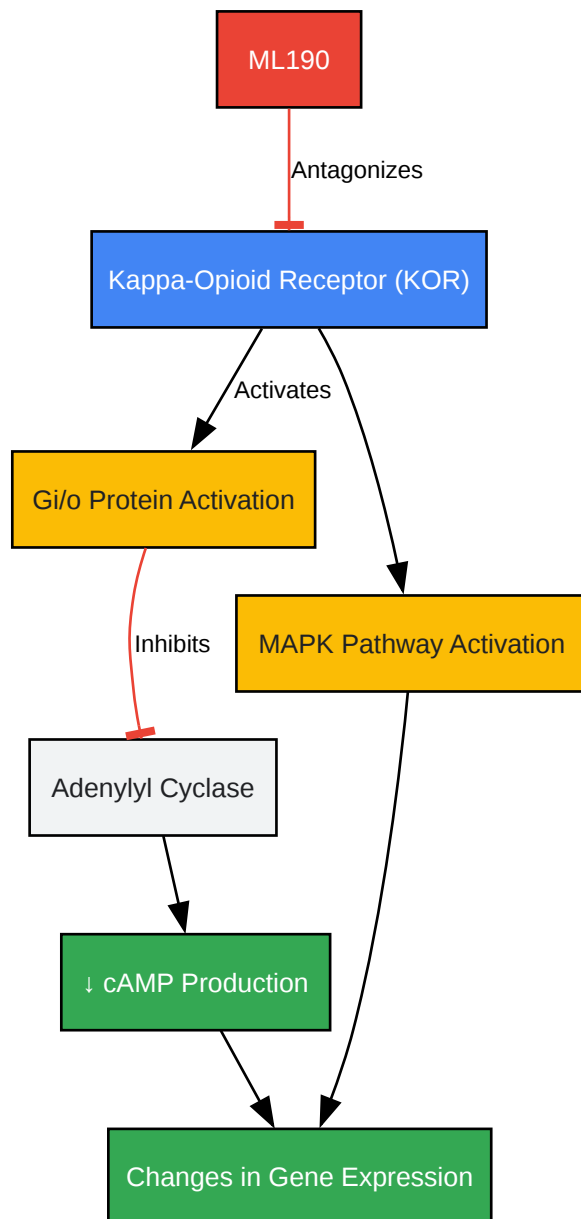 ML190
Antagonizes
Kappa-Opioid Receptor (KOR)
Activates
Gi/o Protein Activation
Inhibits
MAPK Pathway Activation
Adenylyl Cyclase
↓ cAMP Production
Changes in Gene Expression